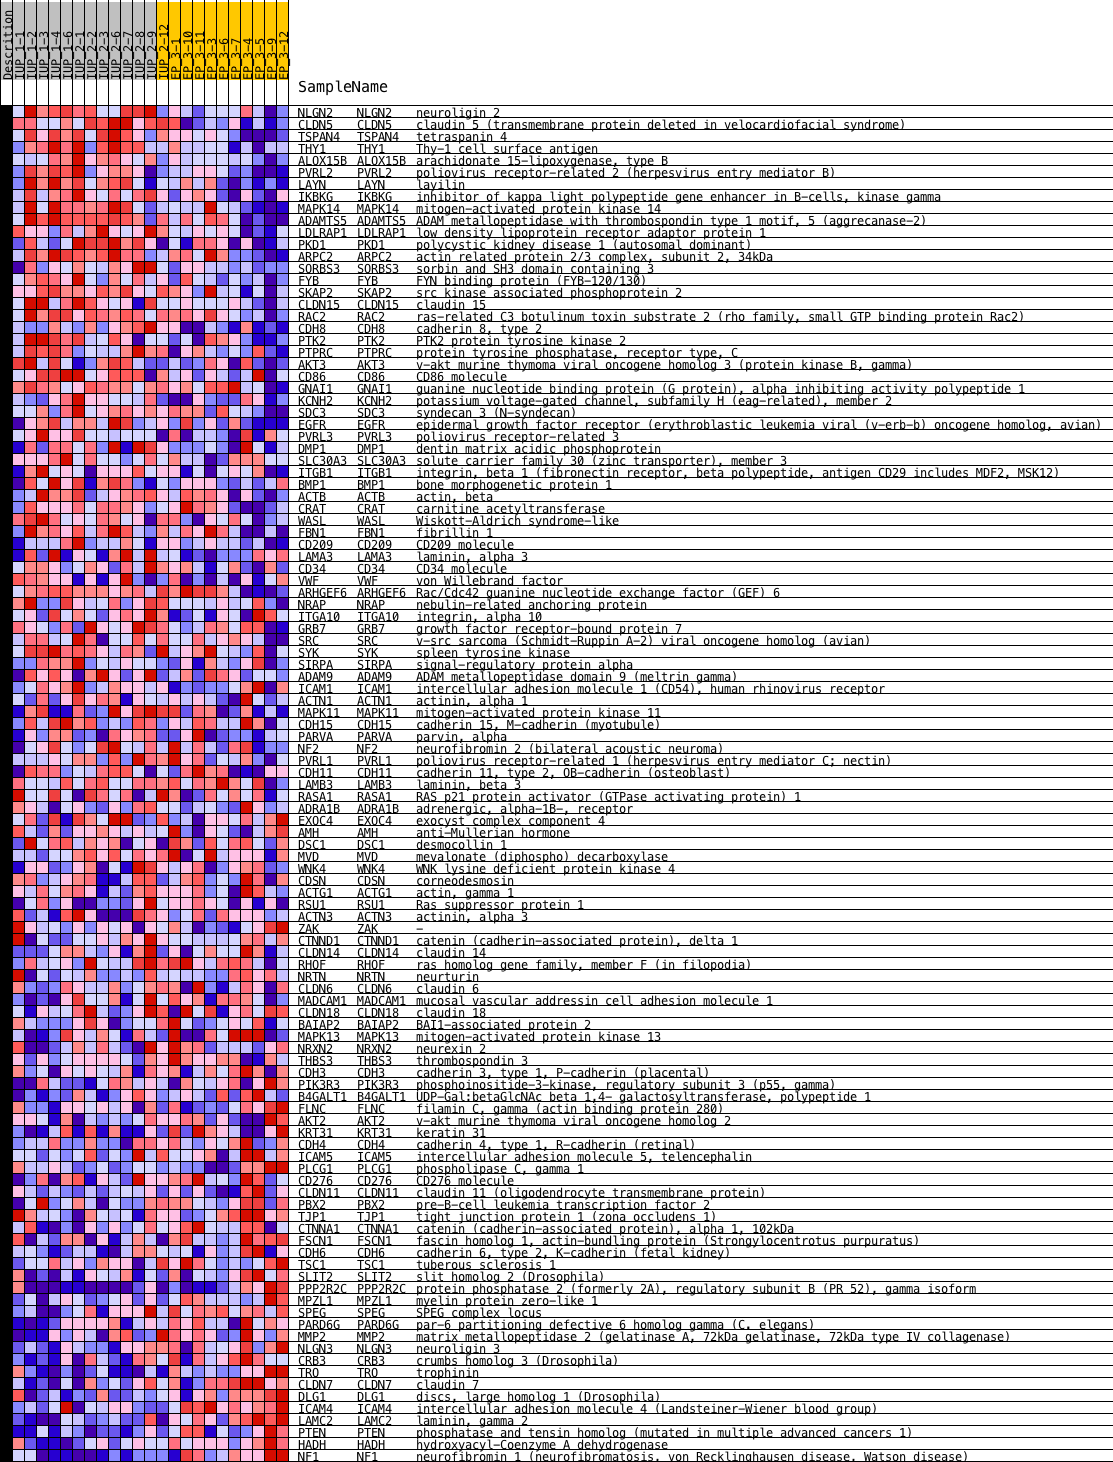 Descrition
IUP_1-1
IUP_1-2
IUP_1-3
IUP_1-4
IUP_1-6
IUP_2-1
IUP_2-2
IUP_2-3
IUP_2-6
IUP_2-7
IUP_2-8
IUP_2-9
IUP_2-12
EP_3-1
EP_3-10
EP_3-11
EP_3-3
EP_3-6
EP_3-7
EP_3-4
EP_3-5
EP_3-9
EP_3-12
SampleName
NLGN2 NLGN2 neuroligin 2
CLDN5 CLDN5 claudin 5 (transmembrane protein deleted in velocardiofacial syndrome)
TSPAN4 TSPAN4 tetraspanin 4
THY1 THY1 Thy-1 cell surface antigen
ALOX15B ALOX15B arachidonate 15-lipoxygenase, type B
PVRL2 PVRL2 poliovirus receptor-related 2 (herpesvirus entry mediator B)
LAYN LAYN layilin
IKBKG IKBKG inhibitor of kappa light polypeptide gene enhancer in B-cells, kinase gamma
MAPK14 MAPK14 mitogen-activated protein kinase 14
ADAMTS5 ADAMTS5 ADAM metallopeptidase with thrombospondin type 1 motif, 5 (aggrecanase-2)
LDLRAP1 LDLRAP1 low density lipoprotein receptor adaptor protein 1
PKD1 PKD1 polycystic kidney disease 1 (autosomal dominant)
ARPC2 ARPC2 actin related protein 2/3 complex, subunit 2, 34kDa
SORBS3 SORBS3 sorbin and SH3 domain containing 3
FYB FYB FYN binding protein (FYB-120/130)
SKAP2 SKAP2 src kinase associated phosphoprotein 2
CLDN15 CLDN15 claudin 15
RAC2 RAC2 ras-related C3 botulinum toxin substrate 2 (rho family, small GTP binding protein Rac2)
CDH8 CDH8 cadherin 8, type 2
PTK2 PTK2 PTK2 protein tyrosine kinase 2
PTPRC PTPRC protein tyrosine phosphatase, receptor type, C
AKT3 AKT3 v-akt murine thymoma viral oncogene homolog 3 (protein kinase B, gamma)
CD86 CD86 CD86 molecule
GNAI1 GNAI1 guanine nucleotide binding protein (G protein), alpha inhibiting activity polypeptide 1
KCNH2 KCNH2 potassium voltage-gated channel, subfamily H (eag-related), member 2
SDC3 SDC3 syndecan 3 (N-syndecan)
EGFR EGFR epidermal growth factor receptor (erythroblastic leukemia viral (v-erb-b) oncogene homolog, avian)
PVRL3 PVRL3 poliovirus receptor-related 3
DMP1 DMP1 dentin matrix acidic phosphoprotein
SLC30A3 SLC30A3 solute carrier family 30 (zinc transporter), member 3
ITGB1 ITGB1 integrin, beta 1 (fibronectin receptor, beta polypeptide, antigen CD29 includes MDF2, MSK12)
BMP1 BMP1 bone morphogenetic protein 1
ACTB ACTB actin, beta
CRAT CRAT carnitine acetyltransferase
WASL WASL Wiskott-Aldrich syndrome-like
FBN1 FBN1 fibrillin 1
CD209 CD209 CD209 molecule
LAMA3 LAMA3 laminin, alpha 3
CD34 CD34 CD34 molecule
VWF VWF von Willebrand factor
ARHGEF6 ARHGEF6 Rac/Cdc42 guanine nucleotide exchange factor (GEF) 6
NRAP NRAP nebulin-related anchoring protein
ITGA10 ITGA10 integrin, alpha 10
GRB7 GRB7 growth factor receptor-bound protein 7
SRC SRC v-src sarcoma (Schmidt-Ruppin A-2) viral oncogene homolog (avian)
SYK SYK spleen tyrosine kinase
SIRPA SIRPA signal-regulatory protein alpha
ADAM9 ADAM9 ADAM metallopeptidase domain 9 (meltrin gamma)
ICAM1 ICAM1 intercellular adhesion molecule 1 (CD54), human rhinovirus receptor
ACTN1 ACTN1 actinin, alpha 1
MAPK11 MAPK11 mitogen-activated protein kinase 11
CDH15 CDH15 cadherin 15, M-cadherin (myotubule)
PARVA PARVA parvin, alpha
NF2 NF2 neurofibromin 2 (bilateral acoustic neuroma)
PVRL1 PVRL1 poliovirus receptor-related 1 (herpesvirus entry mediator C; nectin)
CDH11 CDH11 cadherin 11, type 2, OB-cadherin (osteoblast)
LAMB3 LAMB3 laminin, beta 3
RASA1 RASA1 RAS p21 protein activator (GTPase activating protein) 1
ADRA1B ADRA1B adrenergic, alpha-1B-, receptor
EXOC4 EXOC4 exocyst complex component 4
AMH AMH anti-Mullerian hormone
DSC1 DSC1 desmocollin 1
MVD MVD mevalonate (diphospho) decarboxylase
WNK4 WNK4 WNK lysine deficient protein kinase 4
CDSN CDSN corneodesmosin
ACTG1 ACTG1 actin, gamma 1
RSU1 RSU1 Ras suppressor protein 1
ACTN3 ACTN3 actinin, alpha 3
ZAK ZAK -
CTNND1 CTNND1 catenin (cadherin-associated protein), delta 1
CLDN14 CLDN14 claudin 14
RHOF RHOF ras homolog gene family, member F (in filopodia)
NRTN NRTN neurturin
CLDN6 CLDN6 claudin 6
MADCAM1 MADCAM1 mucosal vascular addressin cell adhesion molecule 1
CLDN18 CLDN18 claudin 18
BAIAP2 BAIAP2 BAI1-associated protein 2
MAPK13 MAPK13 mitogen-activated protein kinase 13
NRXN2 NRXN2 neurexin 2
THBS3 THBS3 thrombospondin 3
CDH3 CDH3 cadherin 3, type 1, P-cadherin (placental)
PIK3R3 PIK3R3 phosphoinositide-3-kinase, regulatory subunit 3 (p55, gamma)
B4GALT1 B4GALT1 UDP-Gal:betaGlcNAc beta 1,4- galactosyltransferase, polypeptide 1
FLNC FLNC filamin C, gamma (actin binding protein 280)
AKT2 AKT2 v-akt murine thymoma viral oncogene homolog 2
KRT31 KRT31 keratin 31
CDH4 CDH4 cadherin 4, type 1, R-cadherin (retinal)
ICAM5 ICAM5 intercellular adhesion molecule 5, telencephalin
PLCG1 PLCG1 phospholipase C, gamma 1
CD276 CD276 CD276 molecule
CLDN11 CLDN11 claudin 11 (oligodendrocyte transmembrane protein)
PBX2 PBX2 pre-B-cell leukemia transcription factor 2
TJP1 TJP1 tight junction protein 1 (zona occludens 1)
CTNNA1 CTNNA1 catenin (cadherin-associated protein), alpha 1, 102kDa
FSCN1 FSCN1 fascin homolog 1, actin-bundling protein (Strongylocentrotus purpuratus)
CDH6 CDH6 cadherin 6, type 2, K-cadherin (fetal kidney)
TSC1 TSC1 tuberous sclerosis 1
SLIT2 SLIT2 slit homolog 2 (Drosophila)
PPP2R2C PPP2R2C protein phosphatase 2 (formerly 2A), regulatory subunit B (PR 52), gamma isoform
MPZL1 MPZL1 myelin protein zero-like 1
SPEG SPEG SPEG complex locus
PARD6G PARD6G par-6 partitioning defective 6 homolog gamma (C. elegans)
MMP2 MMP2 matrix metallopeptidase 2 (gelatinase A, 72kDa gelatinase, 72kDa type IV collagenase)
NLGN3 NLGN3 neuroligin 3
CRB3 CRB3 crumbs homolog 3 (Drosophila)
TRO TRO trophinin
CLDN7 CLDN7 claudin 7
DLG1 DLG1 discs, large homolog 1 (Drosophila)
ICAM4 ICAM4 intercellular adhesion molecule 4 (Landsteiner-Wiener blood group)
LAMC2 LAMC2 laminin, gamma 2
PTEN PTEN phosphatase and tensin homolog (mutated in multiple advanced cancers 1)
HADH HADH hydroxyacyl-Coenzyme A dehydrogenase
NF1 NF1 neurofibromin 1 (neurofibromatosis, von Recklinghausen disease, Watson disease)